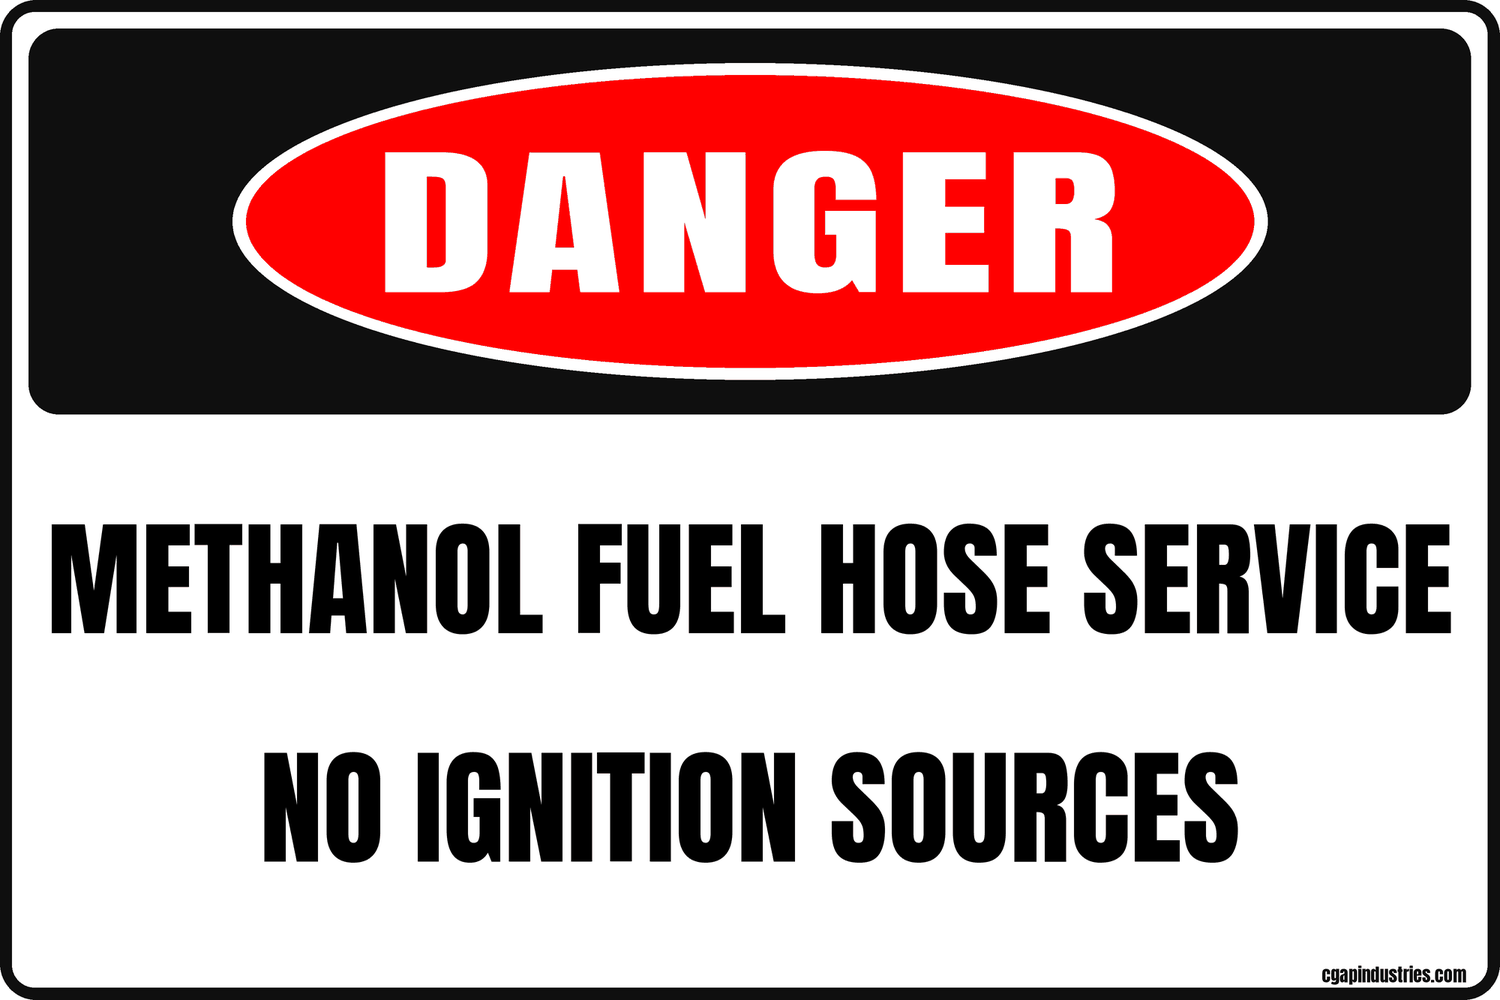 DANGER
METHANOL FUEL HOSE SERVICE
NO IGNITION SOURCES
cgapindustries.com